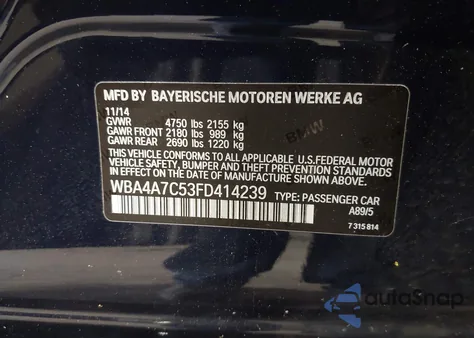 MFD BY BAYERISCHE MOTOREN WERKE AG
11/14
GVWR 4750 lbs 2155 kg
GAWR FRONT 2180 lbs 989 kg
GAWR REAR 2690 lbs 1220 kg
THIS VEHICLE CONFORMS TO ALL APPLICABLE U.S. FEDERAL MOTOR
VEHICLE SAFETY, BUMPER AND THEFT PREVENTION STANDARDS IN
EFFECT ON THE DATE OF MANUFACTURE SHOWN ABOVE.
WBA4A7C53FD414239 TYPE: PASSENGER CAR
A89/5
7 315 814
BMW
autoSnap